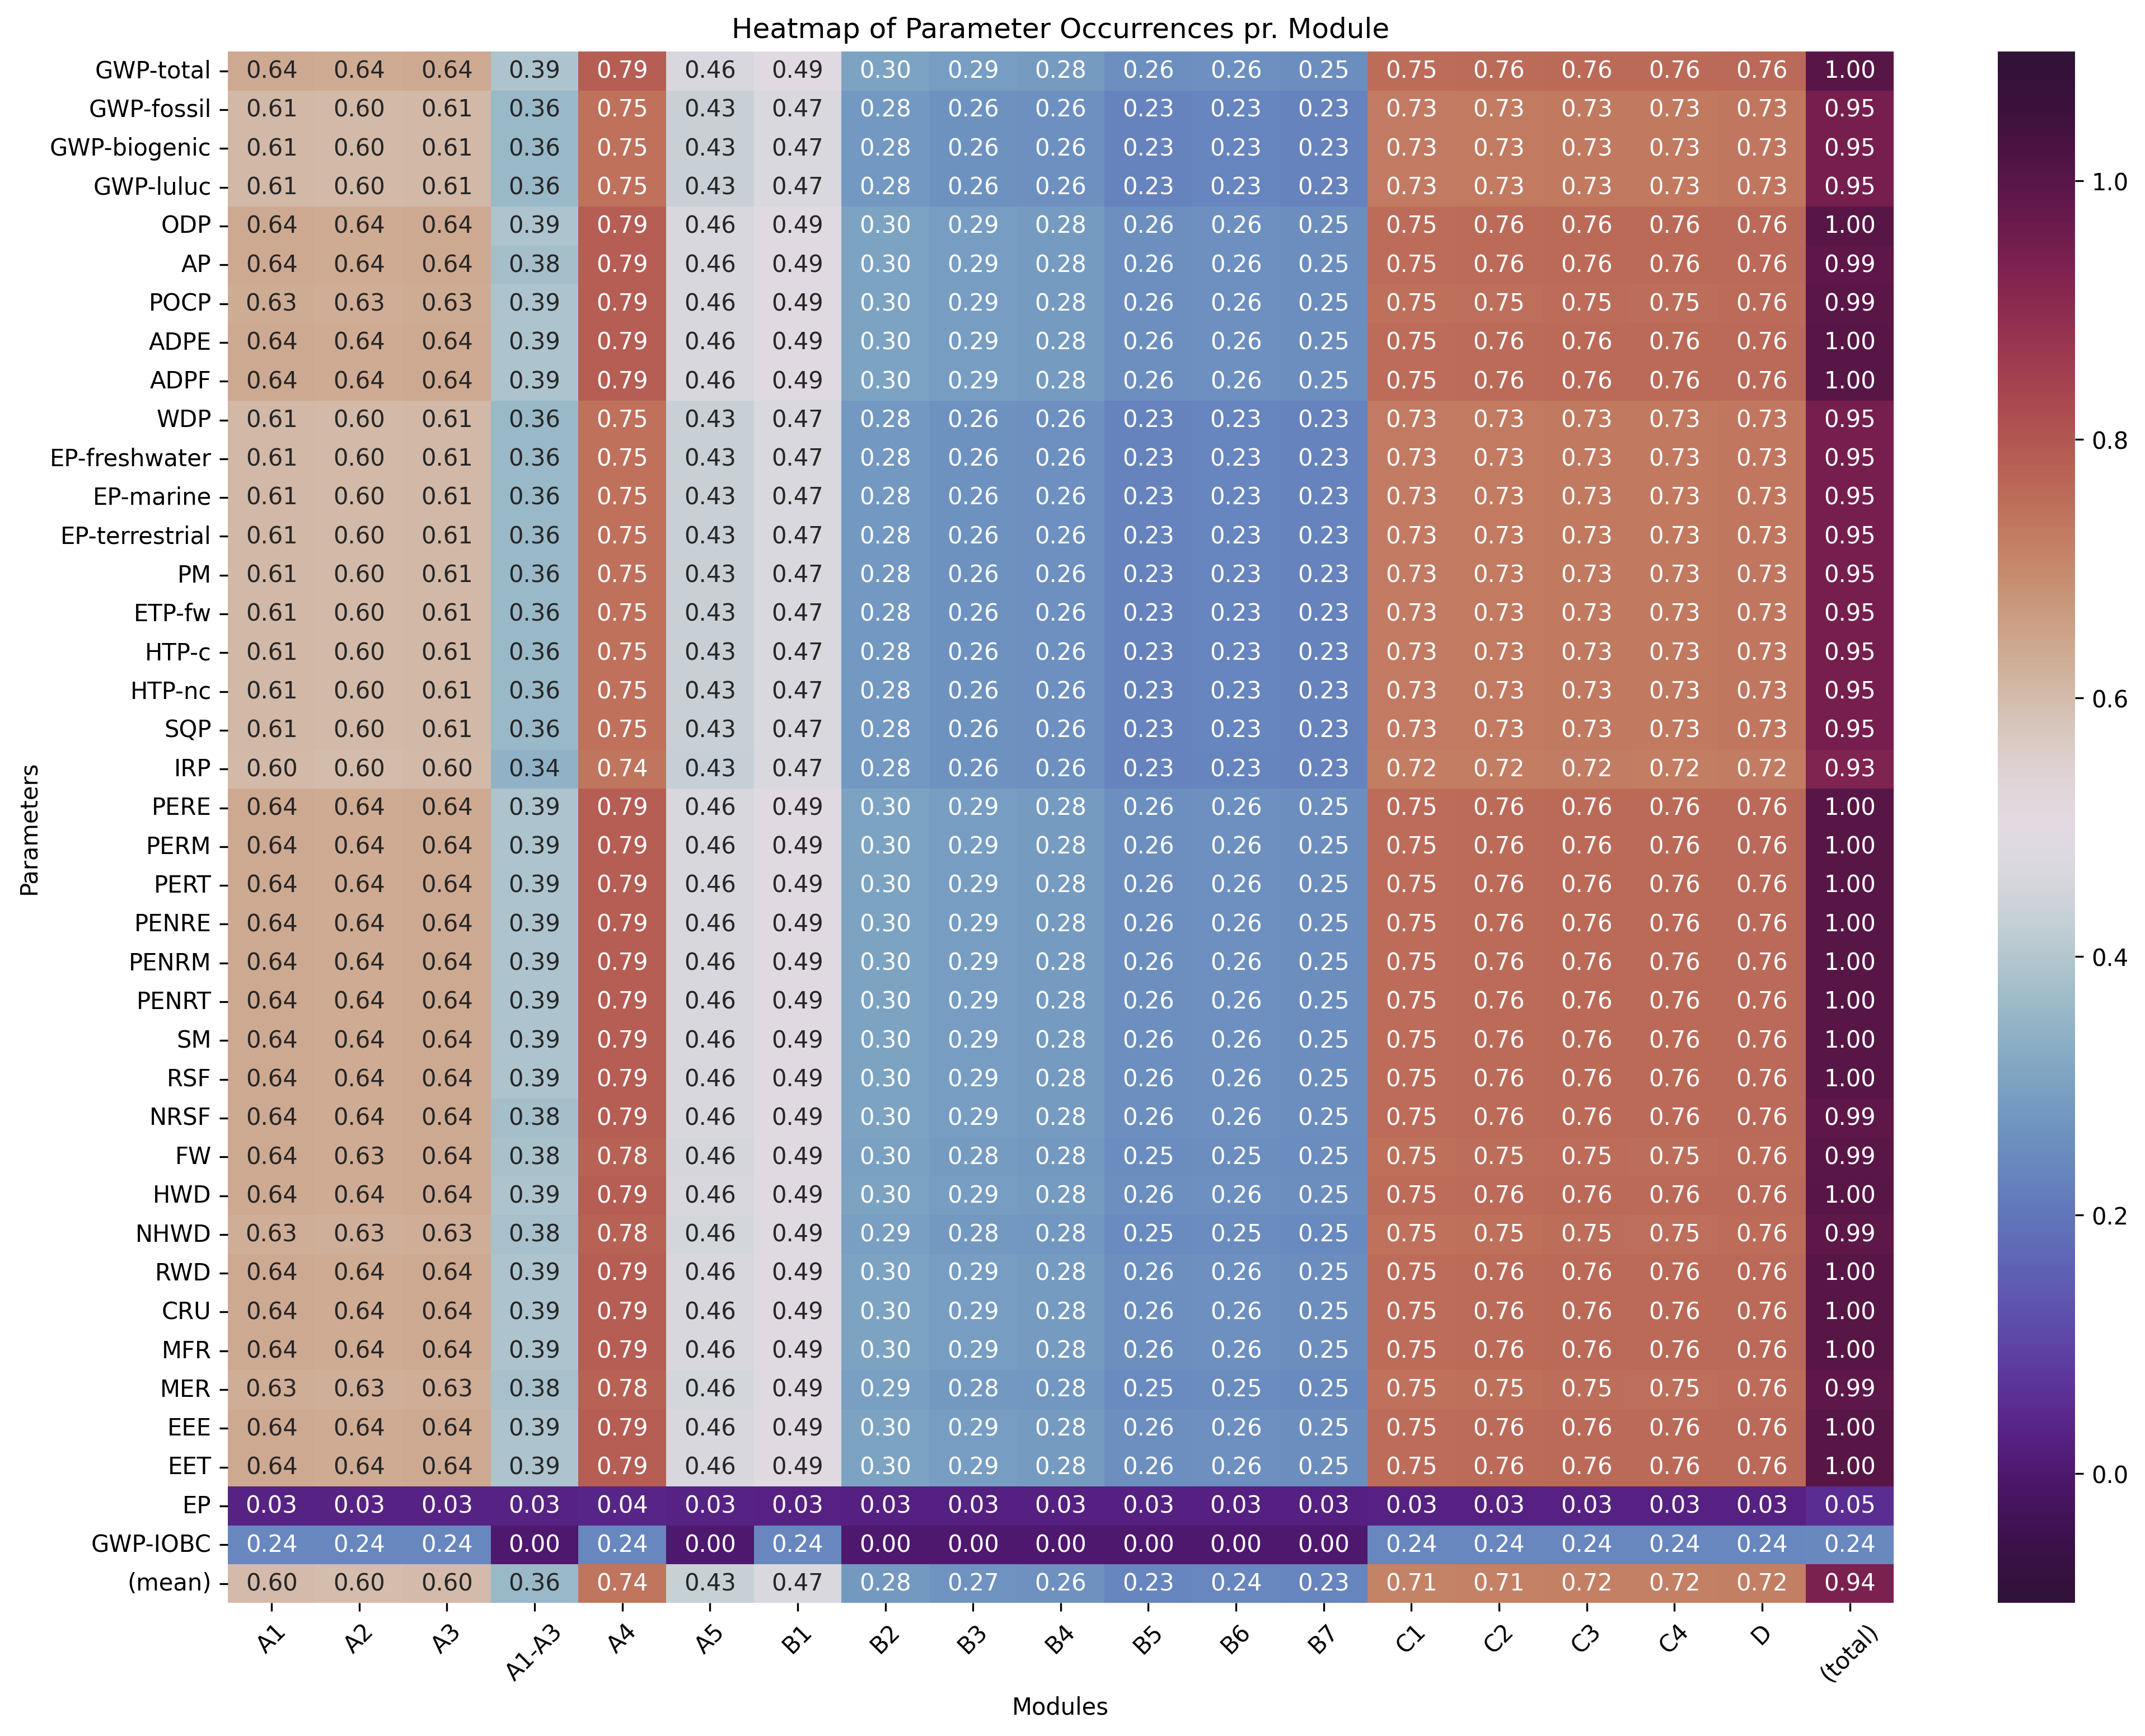 Heatmap of Parameter Occurrences pr. Module
GWP-total 0.64 0.64 0.64 0.39 0.79 0.46 0.49 0.30 0.29 0.28 0.26 0.26 0.25 0.75 0.76 0.76 0.76 0.76 1.00
GWP-fossil 0.61 0.60 0.61 0.36 0.75 0.43 0.47 0.28 0.26 0.26 0.23 0.23 0.23 0.73 0.73 0.73 0.73 0.73 0.95
GWP-biogenic 0.61 0.60 0.61 0.36 0.75 0.43 0.47 0.28 0.26 0.26 0.23 0.23 0.23 0.73 0.73 0.73 0.73 0.73 0.95
GWP-luluc 0.61 0.60 0.61 0.36 0.75 0.43 0.47 0.28 0.26 0.26 0.23 0.23 0.23 0.73 0.73 0.73 0.73 0.73 0.95
ODP 0.64 0.64 0.64 0.39 0.79 0.46 0.49 0.30 0.29 0.28 0.26 0.26 0.25 0.75 0.76 0.76 0.76 0.76 1.00
AP 0.64 0.64 0.64 0.38 0.79 0.46 0.49 0.30 0.29 0.28 0.26 0.26 0.25 0.75 0.76 0.76 0.76 0.76 0.99
POCP 0.63 0.63 0.63 0.39 0.79 0.46 0.49 0.30 0.29 0.28 0.26 0.26 0.25 0.75 0.75 0.75 0.75 0.76 0.99
ADPE 0.64 0.64 0.64 0.39 0.79 0.46 0.49 0.30 0.29 0.28 0.26 0.26 0.25 0.75 0.76 0.76 0.76 0.76 1.00
ADPF 0.64 0.64 0.64 0.39 0.79 0.46 0.49 0.30 0.29 0.28 0.26 0.26 0.25 0.75 0.76 0.76 0.76 0.76 1.00
WDP 0.61 0.60 0.61 0.36 0.75 0.43 0.47 0.28 0.26 0.26 0.23 0.23 0.23 0.73 0.73 0.73 0.73 0.73 0.95
EP-freshwater 0.61 0.60 0.61 0.36 0.75 0.43 0.47 0.28 0.26 0.26 0.23 0.23 0.23 0.73 0.73 0.73 0.73 0.73 0.95
EP-marine 0.61 0.60 0.61 0.36 0.75 0.43 0.47 0.28 0.26 0.26 0.23 0.23 0.23 0.73 0.73 0.73 0.73 0.73 0.95
EP-terrestrial 0.61 0.60 0.61 0.36 0.75 0.43 0.47 0.28 0.26 0.26 0.23 0.23 0.23 0.73 0.73 0.73 0.73 0.73 0.95
PM 0.61 0.60 0.61 0.36 0.75 0.43 0.47 0.28 0.26 0.26 0.23 0.23 0.23 0.73 0.73 0.73 0.73 0.73 0.95
ETP-fw 0.61 0.60 0.61 0.36 0.75 0.43 0.47 0.28 0.26 0.26 0.23 0.23 0.23 0.73 0.73 0.73 0.73 0.73 0.95
HTP-c 0.61 0.60 0.61 0.36 0.75 0.43 0.47 0.28 0.26 0.26 0.23 0.23 0.23 0.73 0.73 0.73 0.73 0.73 0.95
HTP-nc 0.61 0.60 0.61 0.36 0.75 0.43 0.47 0.28 0.26 0.26 0.23 0.23 0.23 0.73 0.73 0.73 0.73 0.73 0.95
SQP 0.61 0.60 0.61 0.36 0.75 0.43 0.47 0.28 0.26 0.26 0.23 0.23 0.23 0.73 0.73 0.73 0.73 0.73 0.95
IRP 0.60 0.60 0.60 0.34 0.74 0.43 0.47 0.28 0.26 0.26 0.23 0.23 0.23 0.72 0.72 0.72 0.72 0.72 0.93
PERE 0.64 0.64 0.64 0.39 0.79 0.46 0.49 0.30 0.29 0.28 0.26 0.26 0.25 0.75 0.76 0.76 0.76 0.76 1.00
PERM 0.64 0.64 0.64 0.39 0.79 0.46 0.49 0.30 0.29 0.28 0.26 0.26 0.25 0.75 0.76 0.76 0.76 0.76 1.00
PERT 0.64 0.64 0.64 0.39 0.79 0.46 0.49 0.30 0.29 0.28 0.26 0.26 0.25 0.75 0.76 0.76 0.76 0.76 1.00
PENRE 0.64 0.64 0.64 0.39 0.79 0.46 0.49 0.30 0.29 0.28 0.26 0.26 0.25 0.75 0.76 0.76 0.76 0.76 1.00
PENRM 0.64 0.64 0.64 0.39 0.79 0.46 0.49 0.30 0.29 0.28 0.26 0.26 0.25 0.75 0.76 0.76 0.76 0.76 1.00
PENRT 0.64 0.64 0.64 0.39 0.79 0.46 0.49 0.30 0.29 0.28 0.26 0.26 0.25 0.75 0.76 0.76 0.76 0.76 1.00
SM 0.64 0.64 0.64 0.39 0.79 0.46 0.49 0.30 0.29 0.28 0.26 0.26 0.25 0.75 0.76 0.76 0.76 0.76 1.00
RSF 0.64 0.64 0.64 0.39 0.79 0.46 0.49 0.30 0.29 0.28 0.26 0.26 0.25 0.75 0.76 0.76 0.76 0.76 1.00
NRSF 0.64 0.64 0.64 0.38 0.79 0.46 0.49 0.30 0.29 0.28 0.26 0.26 0.25 0.75 0.76 0.76 0.76 0.76 0.99
FW 0.64 0.63 0.64 0.38 0.78 0.46 0.49 0.30 0.28 0.28 0.25 0.25 0.25 0.75 0.75 0.75 0.75 0.76 0.99
HWD 0.64 0.64 0.64 0.39 0.79 0.46 0.49 0.30 0.29 0.28 0.26 0.26 0.25 0.75 0.76 0.76 0.76 0.76 1.00
NHWD 0.63 0.63 0.63 0.38 0.78 0.46 0.49 0.29 0.28 0.28 0.25 0.25 0.25 0.75 0.75 0.75 0.75 0.76 0.99
RWD 0.64 0.64 0.64 0.39 0.79 0.46 0.49 0.30 0.29 0.28 0.26 0.26 0.25 0.75 0.76 0.76 0.76 0.76 1.00
CRU 0.64 0.64 0.64 0.39 0.79 0.46 0.49 0.30 0.29 0.28 0.26 0.26 0.25 0.75 0.76 0.76 0.76 0.76 1.00
MFR 0.64 0.64 0.64 0.39 0.79 0.46 0.49 0.30 0.29 0.28 0.26 0.26 0.25 0.75 0.76 0.76 0.76 0.76 1.00
MER 0.63 0.63 0.63 0.38 0.78 0.46 0.49 0.29 0.28 0.28 0.25 0.25 0.25 0.75 0.75 0.75 0.75 0.76 0.99
EEE 0.64 0.64 0.64 0.39 0.79 0.46 0.49 0.30 0.29 0.28 0.26 0.26 0.25 0.75 0.76 0.76 0.76 0.76 1.00
EET 0.64 0.64 0.64 0.39 0.79 0.46 0.49 0.30 0.29 0.28 0.26 0.26 0.25 0.75 0.76 0.76 0.76 0.76 1.00
EP 0.03 0.03 0.03 0.03 0.04 0.03 0.03 0.03 0.03 0.03 0.03 0.03 0.03 0.03 0.03 0.03 0.03 0.03 0.05
GWP-IOBC 0.24 0.24 0.24 0.00 0.24 0.00 0.24 0.00 0.00 0.00 0.00 0.00 0.00 0.24 0.24 0.24 0.24 0.24 0.24
(mean) 0.60 0.60 0.60 0.36 0.74 0.43 0.47 0.28 0.27 0.26 0.23 0.24 0.23 0.71 0.71 0.72 0.72 0.72 0.94
A1 A2 A3 A1-A3 A4 A5 B1 B2 B3 B4 B5 B6 B7 C1 C2 C3 C4 D (total)
Modules
Parameters
1.0
0.8
0.6
0.4
0.2
0.0